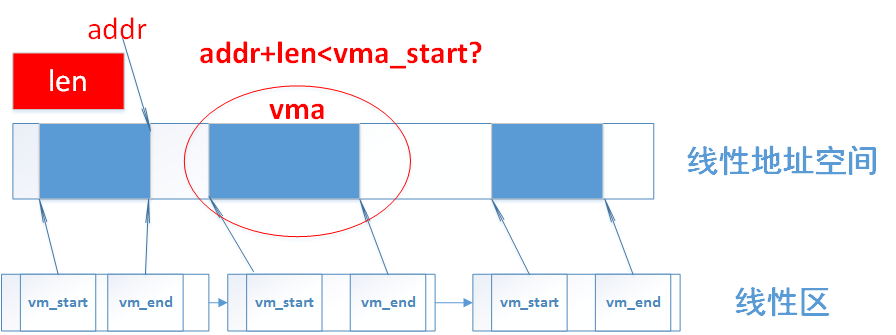 addr
addr+len<vma_start?
len
vma
线性地址空间
vm_start
vm_end
vm_start
vm_end
vm_start
vm_end
线性区